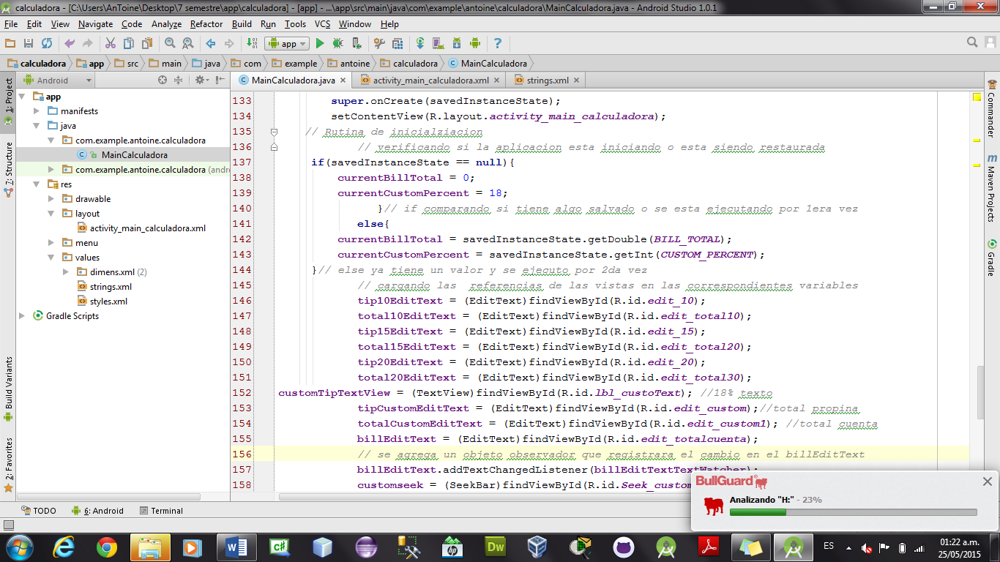 calculadora - [C:\Users\AnToine\Desktop\7 semestre\app\calculadora] - [app] - ...\app\src\main\java\com\example\antoine\calculadora\MainCalculadora.java - Android Studio 1.0.1
File Edit View Navigate Code Analyze Refactor Build Run Tools VCS Window Help
app
calculadora app src main java com example antoine calculadora MainCalculadora
Android
MainCalculadora.java activity_main_calculadora.xml strings.xml
1: Project
7: Structure
Build Variants
2: Favorites
app
manifests
java
com.example.antoine.calculadora
MainCalculadora
com.example.antoine.calculadora (andr
res
drawable
layout
activity_main_calculadora.xml
menu
values
dimens.xml (2)
strings.xml
styles.xml
Gradle Scripts
133 super.onCreate(savedInstanceState);
134 setContentView(R.layout.activity_main_calculadora);
135 // Rutina de inicialziacion
136 // verificando si la aplicacion esta iniciando o esta siendo restaurada
137 if(savedInstanceState == null){
138 currentBillTotal = 0;
139 currentCustomPercent = 18;
140 }// if comparando si tiene algo salvado o se esta ejecutando por 1era vez
141 else{
142 currentBillTotal = savedInstanceState.getDouble(BILL_TOTAL);
143 currentCustomPercent = savedInstanceState.getInt(CUSTOM_PERCENT);
144 }// else ya tiene un valor y se ejecuto por 2da vez
145 // cargando las  referencias de las vistas en las correspondientes variables
146 tip10EditText = (EditText)findViewById(R.id.edit_10);
147 total10EditText = (EditText)findViewById(R.id.edit_total10);
148 tip15EditText = (EditText)findViewById(R.id.edit_15);
149 total15EditText = (EditText)findViewById(R.id.edit_total20);
150 tip20EditText = (EditText)findViewById(R.id.edit_20);
151 total20EditText = (EditText)findViewById(R.id.edit_total30);
152 customTipTextView = (TextView)findViewById(R.id.lbl_custoText); //18% texto
153 tipCustomEditText = (EditText)findViewById(R.id.edit_custom);//total propina
154 totalCustomEditText = (EditText)findViewById(R.id.edit_custom1); //total cuenta
155 billEditText = (EditText)findViewById(R.id.edit_totalcuenta);
156 // se agrega un objeto observador que registrara el cambio en el billEditText
157 billEditText.addTextChangedListener(billEditTextTextWatcher);
158 customseek = (SeekBar)findViewById(R.id.Seek_custom
Commander
Maven Projects
Gradle
BullGuard
Analizando "H:" - 23%
TODO 6: Android Terminal
W C# hp Dw
ES
01:22 a.m.
25/05/2015